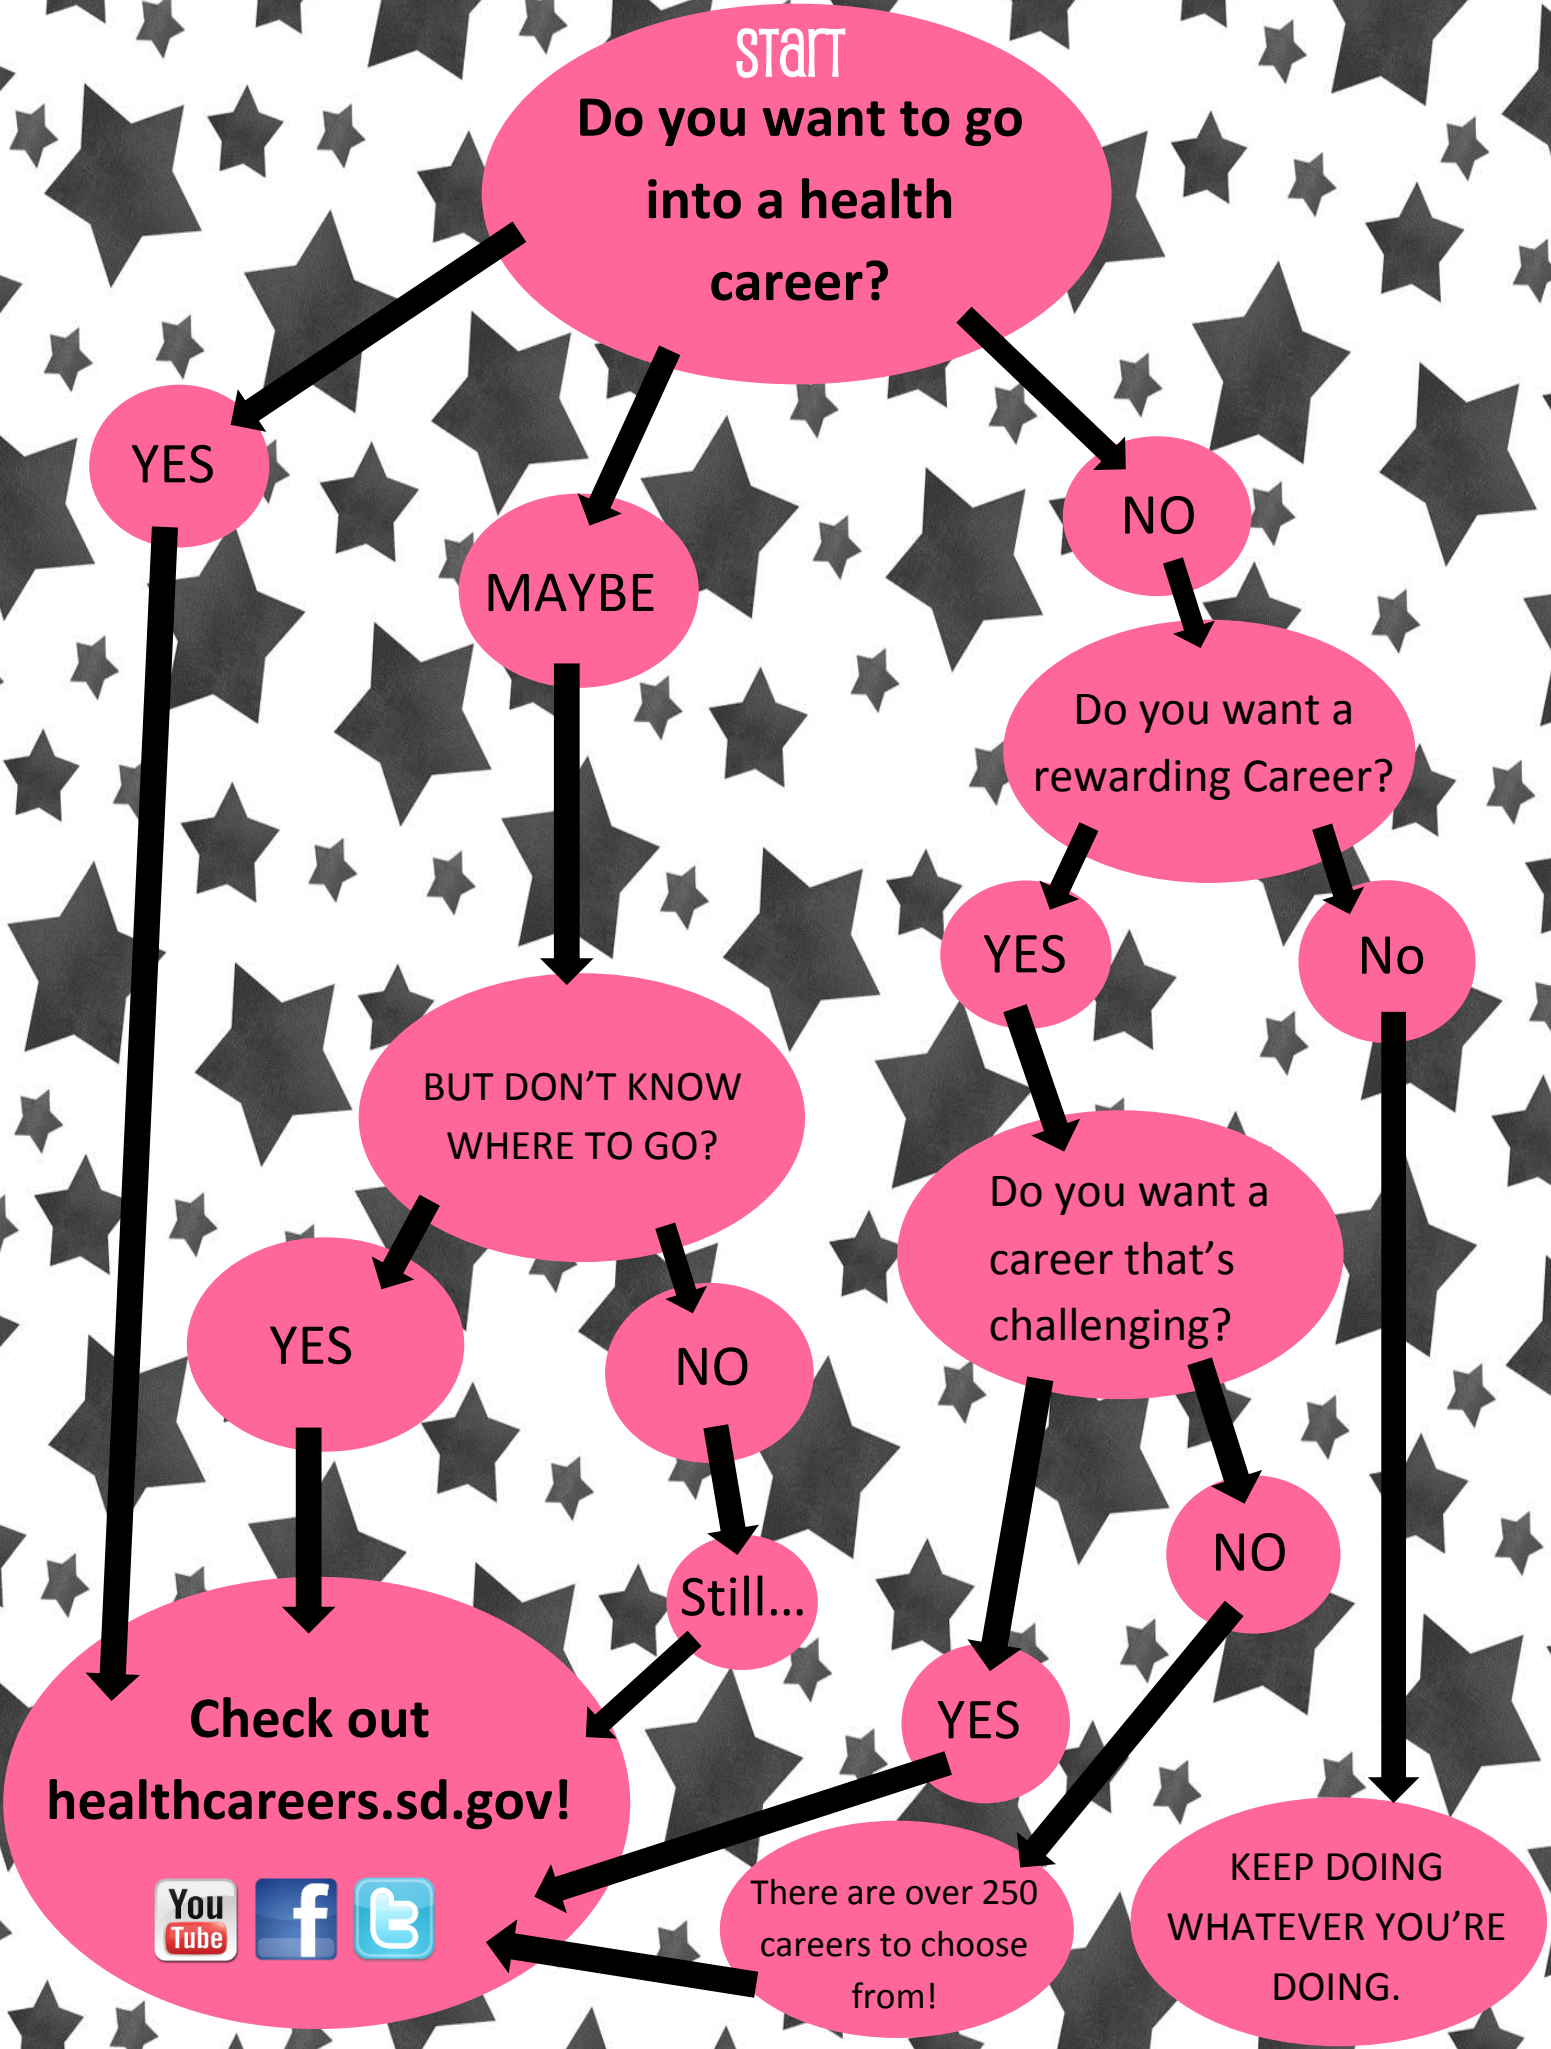 START
Do you want to go
into a health
career?
YES
MAYBE
NO
Do you want a
rewarding Career?
YES
No
BUT DON’T KNOW
WHERE TO GO?
Do you want a
career that’s
challenging?
YES
NO
NO
Still...
YES
Check out
healthcareers.sd.gov!
You
Tube
f
t
There are over 250
careers to choose
from!
KEEP DOING
WHATEVER YOU’RE
DOING.